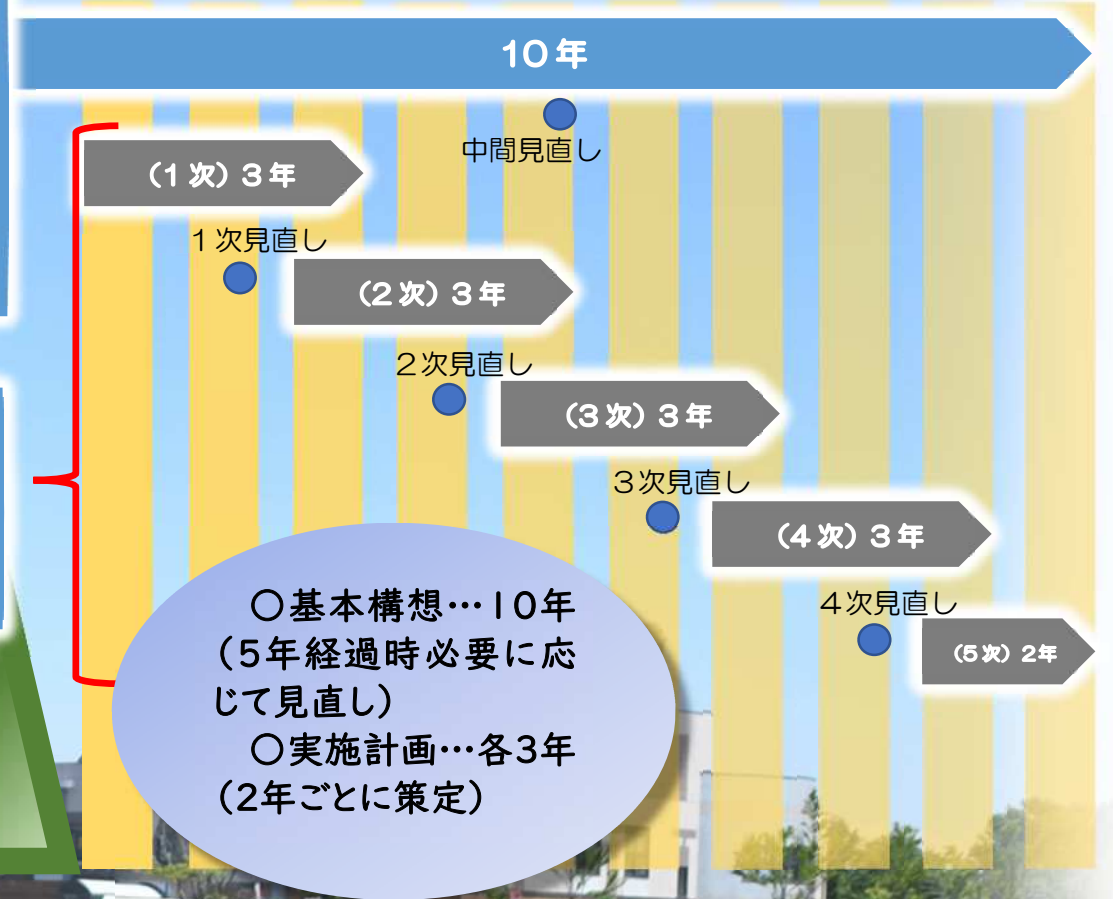 10年
中間見直し
(1次)3年
1次見直し
(2次)3年
2次見直し
(3次)3年
3次見直し
(4次)3年
4次見直し
(5次)2年
○基本構想…10年
(5年経過時必要に応
じて見直し)
○実施計画…各3年
(2年ごとに策定)